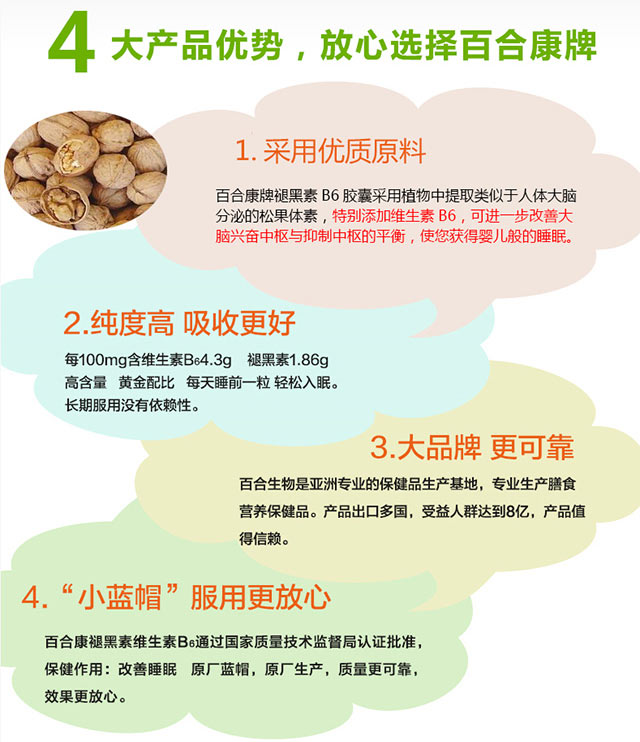 4大产品优势，放心选择百合康牌
1. 采用优质原料
百合康牌褪黑素 B6 胶囊采用植物中提取类似于人体大脑
分泌的松果体素，特别添加维生素 B6，可进一步改善大
脑兴奋中枢与抑制中枢的平衡，使您获得婴儿般的睡眠。
2.纯度高 吸收更好
每100mg含维生素B₆4.3g 褪黑素1.86g
高含量 黄金配比 每天睡前一粒 轻松入眠。
长期服用没有依赖性。
3.大品牌 更可靠
百合生物是亚洲专业的保健品生产基地，专业生产膳食
营养保健品。产品出口多国，受益人群达到8亿，产品值
得信赖。
4.“小蓝帽”服用更放心
百合康褪黑素维生素B₆通过国家质量技术监督局认证批准，
保健作用：改善睡眠 原厂蓝帽，原厂生产，质量更可靠，
效果更放心。